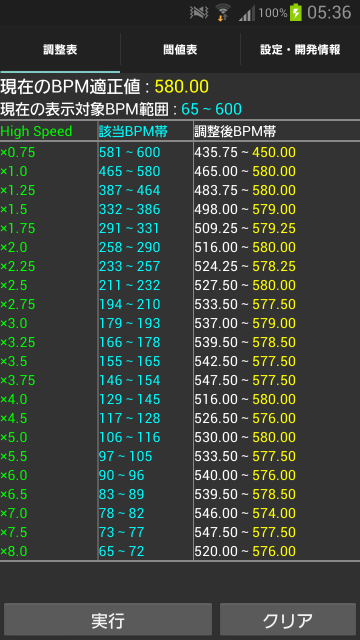 100% 05:36
調整表 閾値表 設定・開発情報
現在のBPM適正値 : 580.00
現在の表示対象BPM範囲 : 65 ~ 600
High Speed 該当BPM帯 調整後BPM帯
×0.75 581 ~ 600 435.75 ~ 450.00
×1.0 465 ~ 580 465.00 ~ 580.00
×1.25 387 ~ 464 483.75 ~ 580.00
×1.5 332 ~ 386 498.00 ~ 579.00
×1.75 291 ~ 331 509.25 ~ 579.25
×2.0 258 ~ 290 516.00 ~ 580.00
×2.25 233 ~ 257 524.25 ~ 578.25
×2.5 211 ~ 232 527.50 ~ 580.00
×2.75 194 ~ 210 533.50 ~ 577.50
×3.0 179 ~ 193 537.00 ~ 579.00
×3.25 166 ~ 178 539.50 ~ 578.50
×3.5 155 ~ 165 542.50 ~ 577.50
×3.75 146 ~ 154 547.50 ~ 577.50
×4.0 129 ~ 145 516.00 ~ 580.00
×4.5 117 ~ 128 526.50 ~ 576.00
×5.0 106 ~ 116 530.00 ~ 580.00
×5.5 97 ~ 105 533.50 ~ 577.50
×6.0 90 ~ 96 540.00 ~ 576.00
×6.5 83 ~ 89 539.50 ~ 578.50
×7.0 78 ~ 82 546.00 ~ 574.00
×7.5 73 ~ 77 547.50 ~ 577.50
×8.0 65 ~ 72 520.00 ~ 576.00
実行 クリア